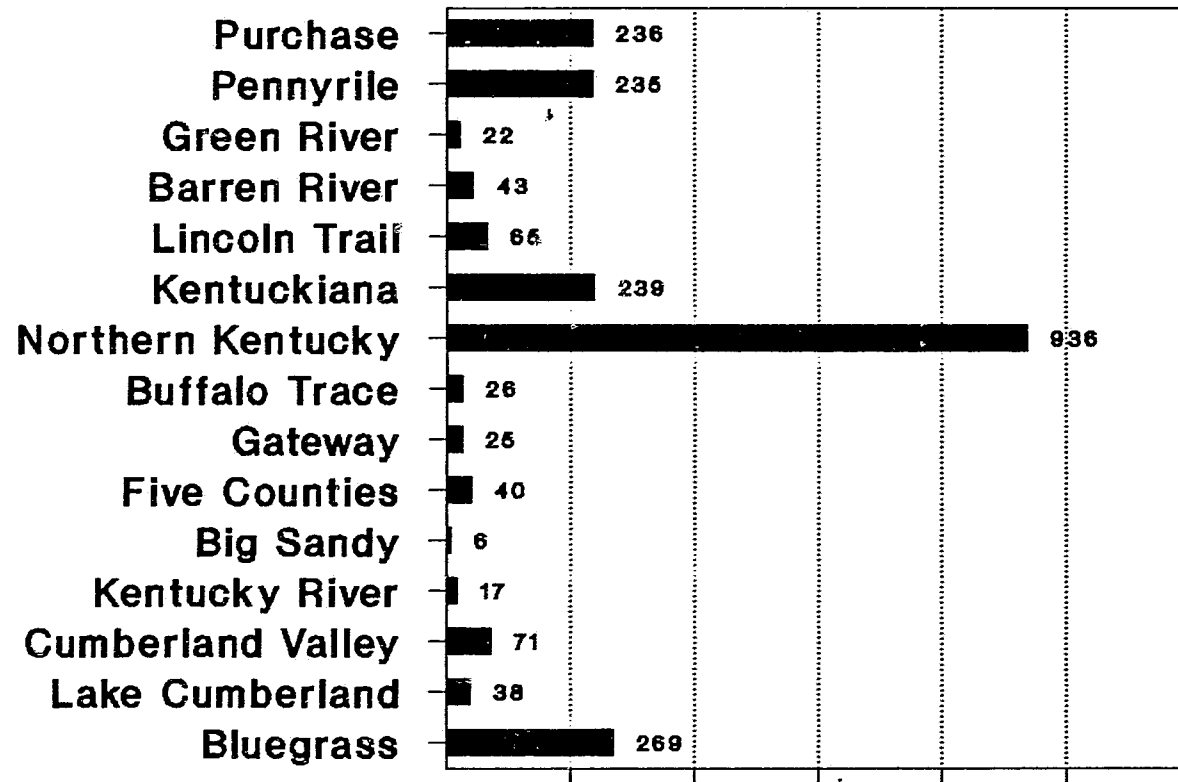 Purchase 236
Pennyrile 235
Green River 22
Barren River 43
Lincoln Trail 65
Kentuckiana 239
Northern Kentucky 936
Buffalo Trace 26
Gateway 25
Five Counties 40
Big Sandy 6
Kentucky River 17
Cumberland Valley 71
Lake Cumberland 38
Bluegrass 269